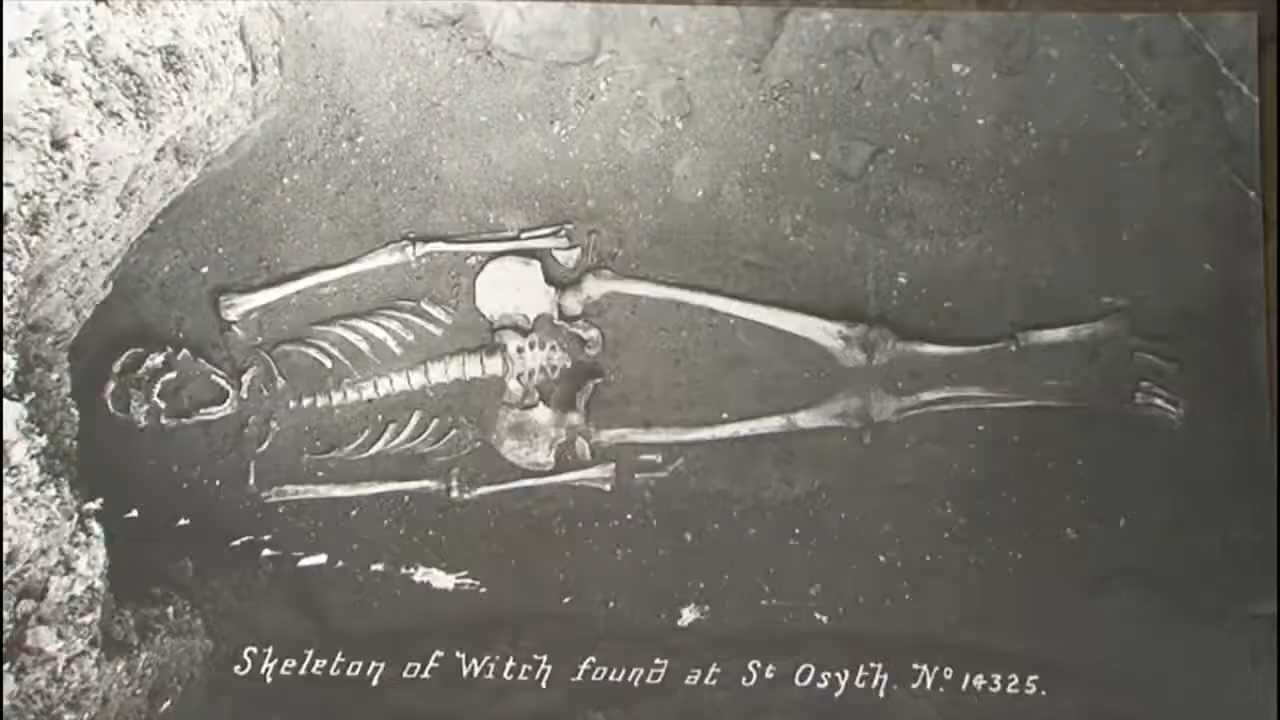 Skeleton of Witch found at St Osyth. No 14325.